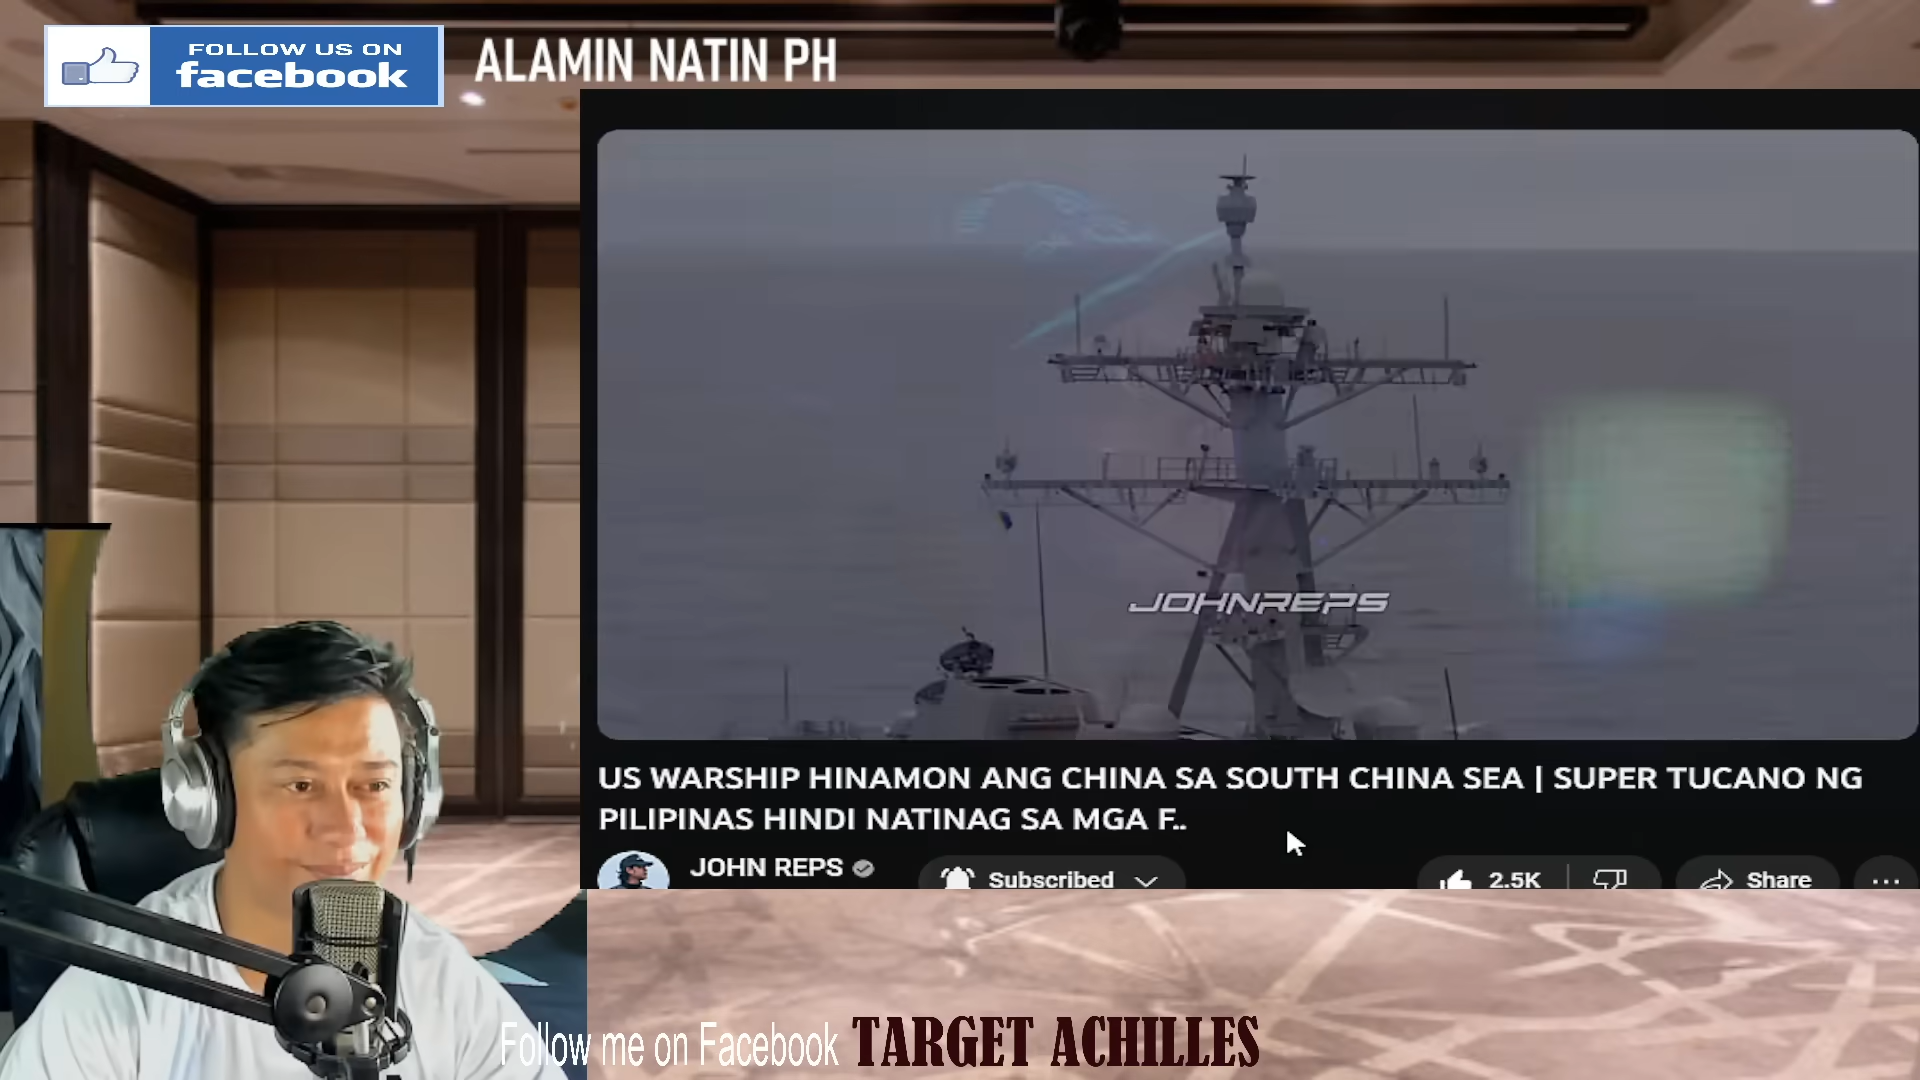 FOLLOW US ON
facebook
ALAMIN NATIN PH
JOHNREPS
US WARSHIP HINAMON ANG CHINA SA SOUTH CHINA SEA | SUPER TUCANO NG
PILIPINAS HINDI NATINAG SA MGA F..
JOHN REPS
Subscribed
2.5K
Share
Follow me on Facebook TARGET ACHILLES